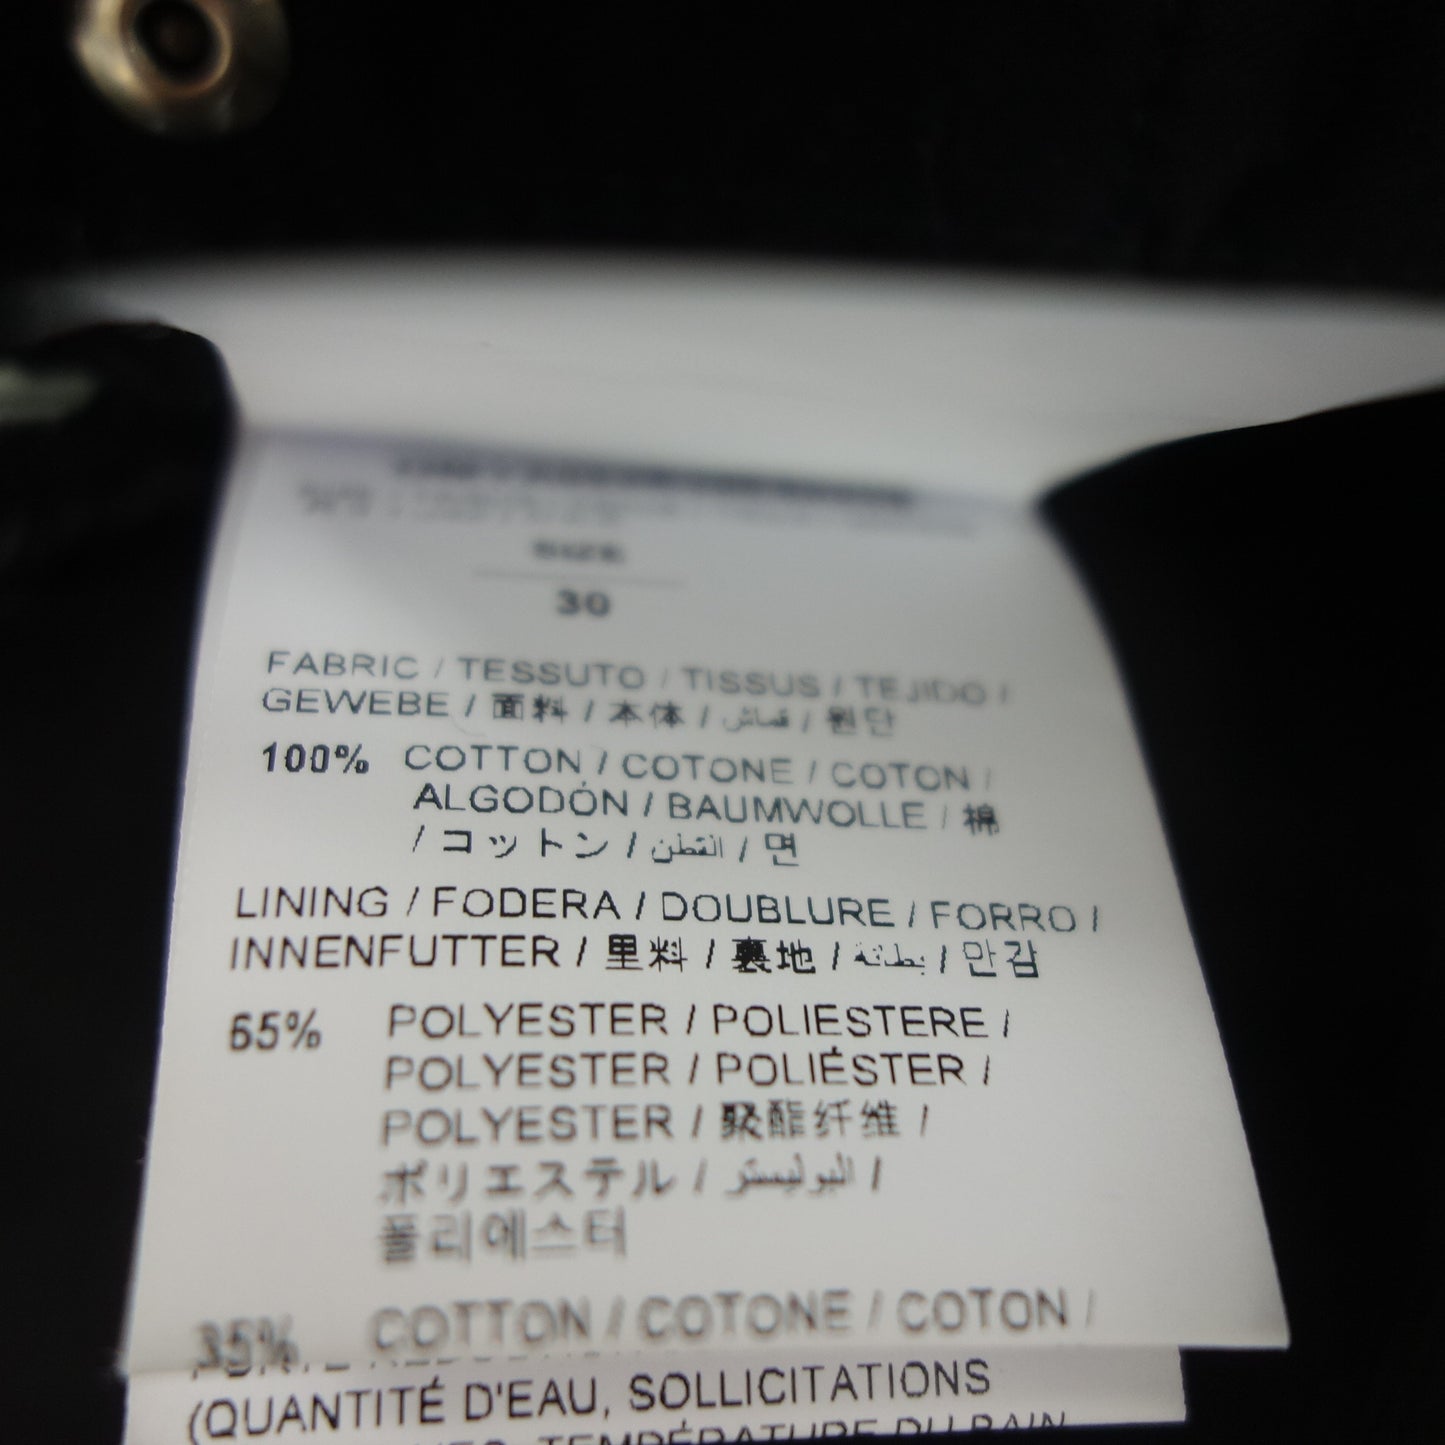 SIZE
30
FABRIC / TESSUTO / TISSUS / TEJIDO /
GEWEBE / 面料 / 本体 / قماش / 원단
100% COTTON / COTONE / COTON /
ALGODÓN / BAUMWOLLE / 棉
/ コットン / القطن / 면
LINING / FODERA / DOUBLURE / FORRO /
INNENFUTTER / 里料 / 裏地 / بطانة / 안감
65% POLYESTER / POLIESTERE /
POLYESTER / POLIÉSTER /
POLYESTER / 聚酯纤维 /
ポリエステル / البوليستر /
폴리에스터
35% COTTON / COTONE / COTON /
(QUANTITÉ D'EAU, SOLLICITATIONS
TEMPÉRATURE DU BAIN